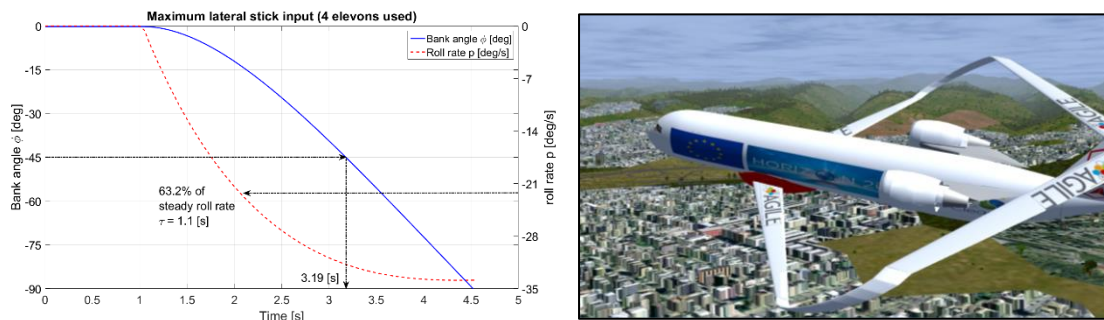 Maximum lateral stick input (4 elevons used)
Bank angle ϕ [deg]
Roll rate p [deg/s]
0
-15
-30
-45
-60
-75
-90
Bank angle ϕ [deg]
0
-7
-14
-21
-28
-35
roll rate p [deg/s]
63.2% of
steady roll rate
τ = 1.1 [s]
3.19 [s]
0
0.5
1
1.5
2
2.5
3
3.5
4
4.5
5
Time [s]
AGILE
AGILE
AGILE
AGILE